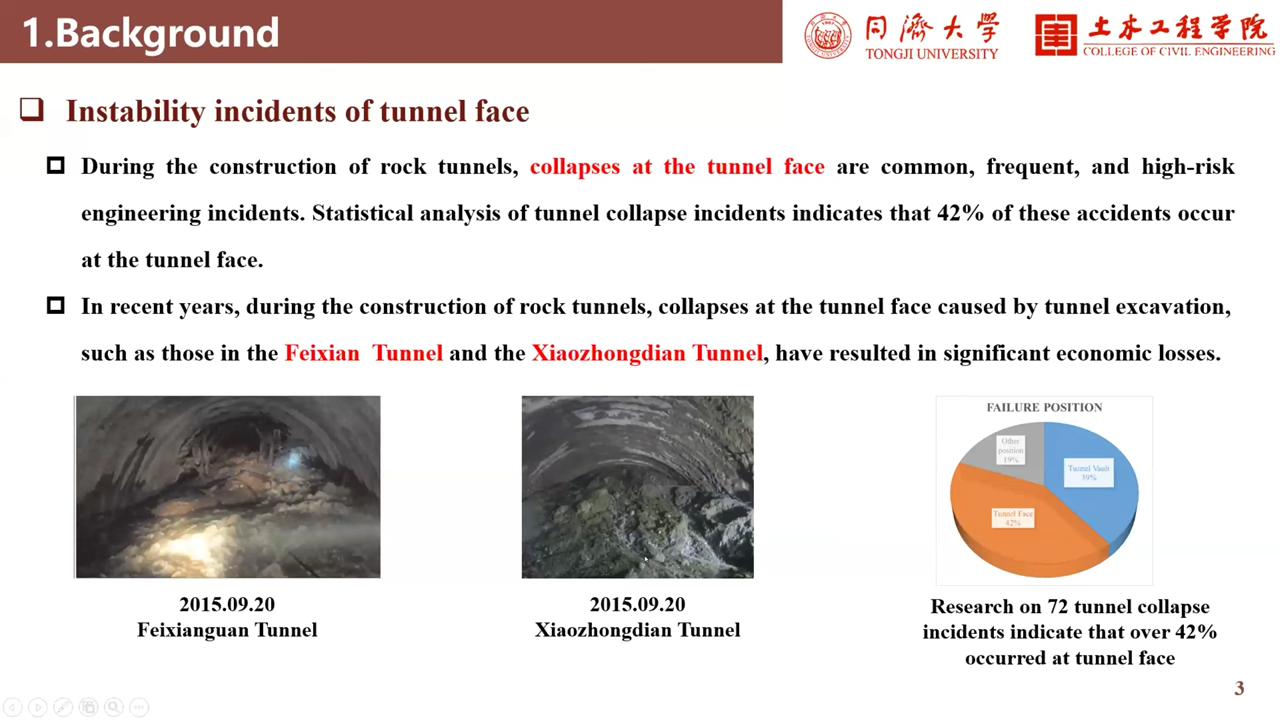 1.Background
同濟大學
TONGJI UNIVERSITY
土木工程学院
COLLEGE OF CIVIL ENGINEERING
Instability incidents of tunnel face
During the construction of rock tunnels, collapses at the tunnel face are common, frequent, and high-risk
engineering incidents. Statistical analysis of tunnel collapse incidents indicates that 42% of these accidents occur
at the tunnel face.
In recent years, during the construction of rock tunnels, collapses at the tunnel face caused by tunnel excavation,
such as those in the Feixian Tunnel and the Xiaozhongdian Tunnel, have resulted in significant economic losses.
FAILURE POSITION
Other
position
19%
Tunnel Vault
39%
Tunnel Face
42%
2015.09.20
Feixianguan Tunnel
2015.09.20
Xiaozhongdian Tunnel
Research on 72 tunnel collapse
incidents indicate that over 42%
occurred at tunnel face
3